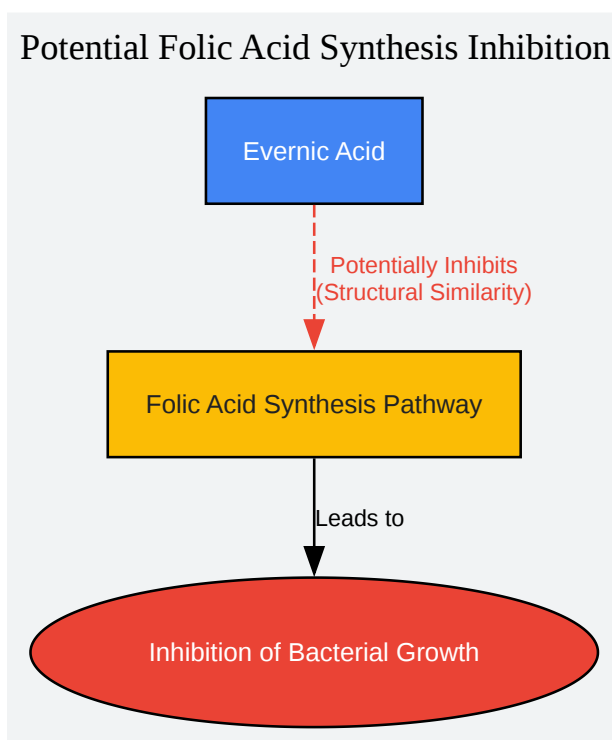 Potential Folic Acid Synthesis Inhibition
Evernic Acid
Potentially Inhibits
(Structural Similarity)
Folic Acid Synthesis Pathway
Leads to
Inhibition of Bacterial Growth